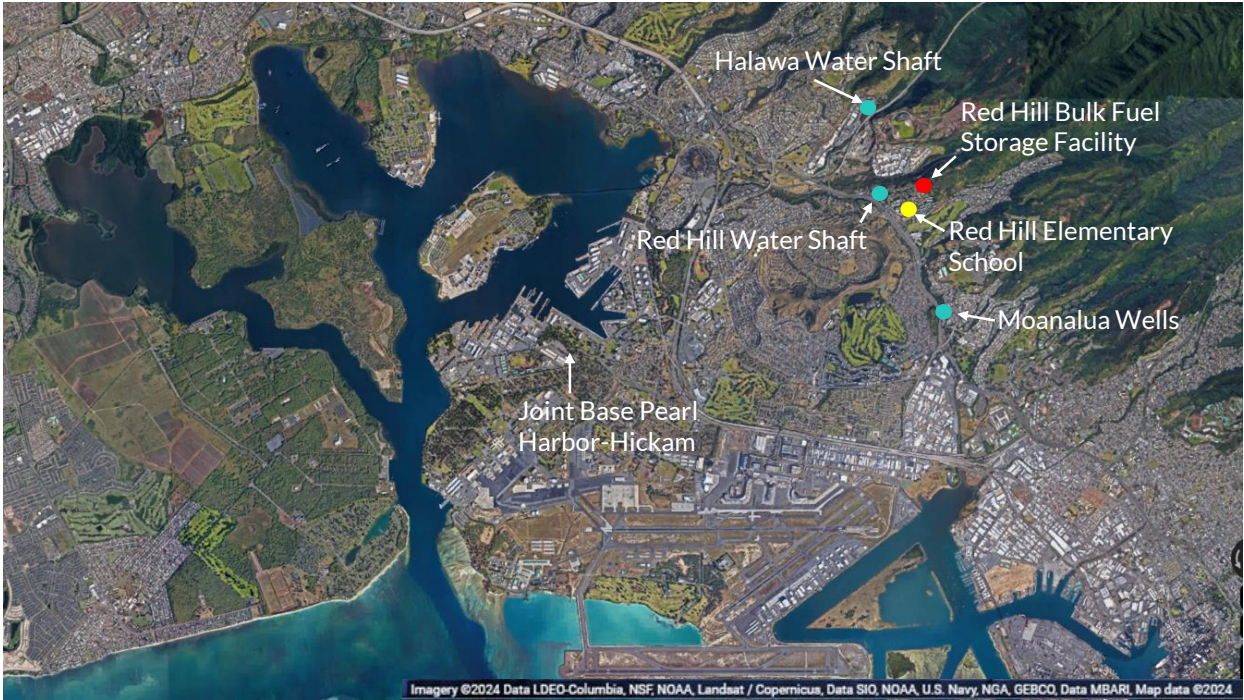 Halawa Water Shaft
Red Hill Bulk Fuel
Storage Facility
Red Hill Water Shaft
Red Hill Elementary
School
Moanalua Wells
Joint Base Pearl
Harbor-Hickam
Imagery ©2024 Data LDEO-Columbia, NSF, NOAA, Landsat / Copernicus, Data SIO, NOAA, U.S. Navy, NGA, GEBCO, Data MBARI, Map data ©2024